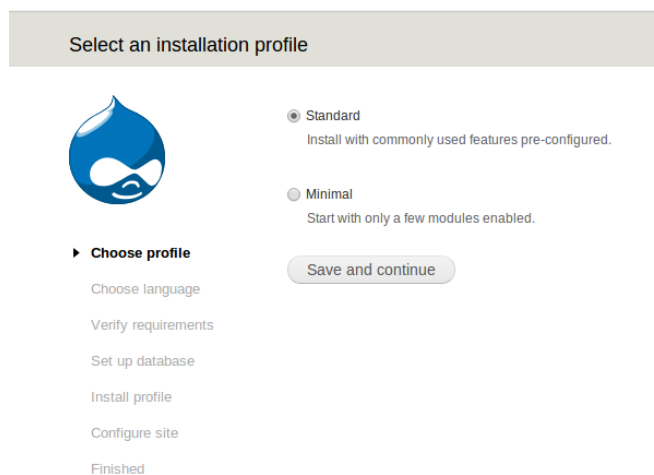 Select an installation profile
Standard
Install with commonly used features pre-configured.
Minimal
Start with only a few modules enabled.
Save and continue
Choose profile
Choose language
Verify requirements
Set up database
Install profile
Configure site
Finished